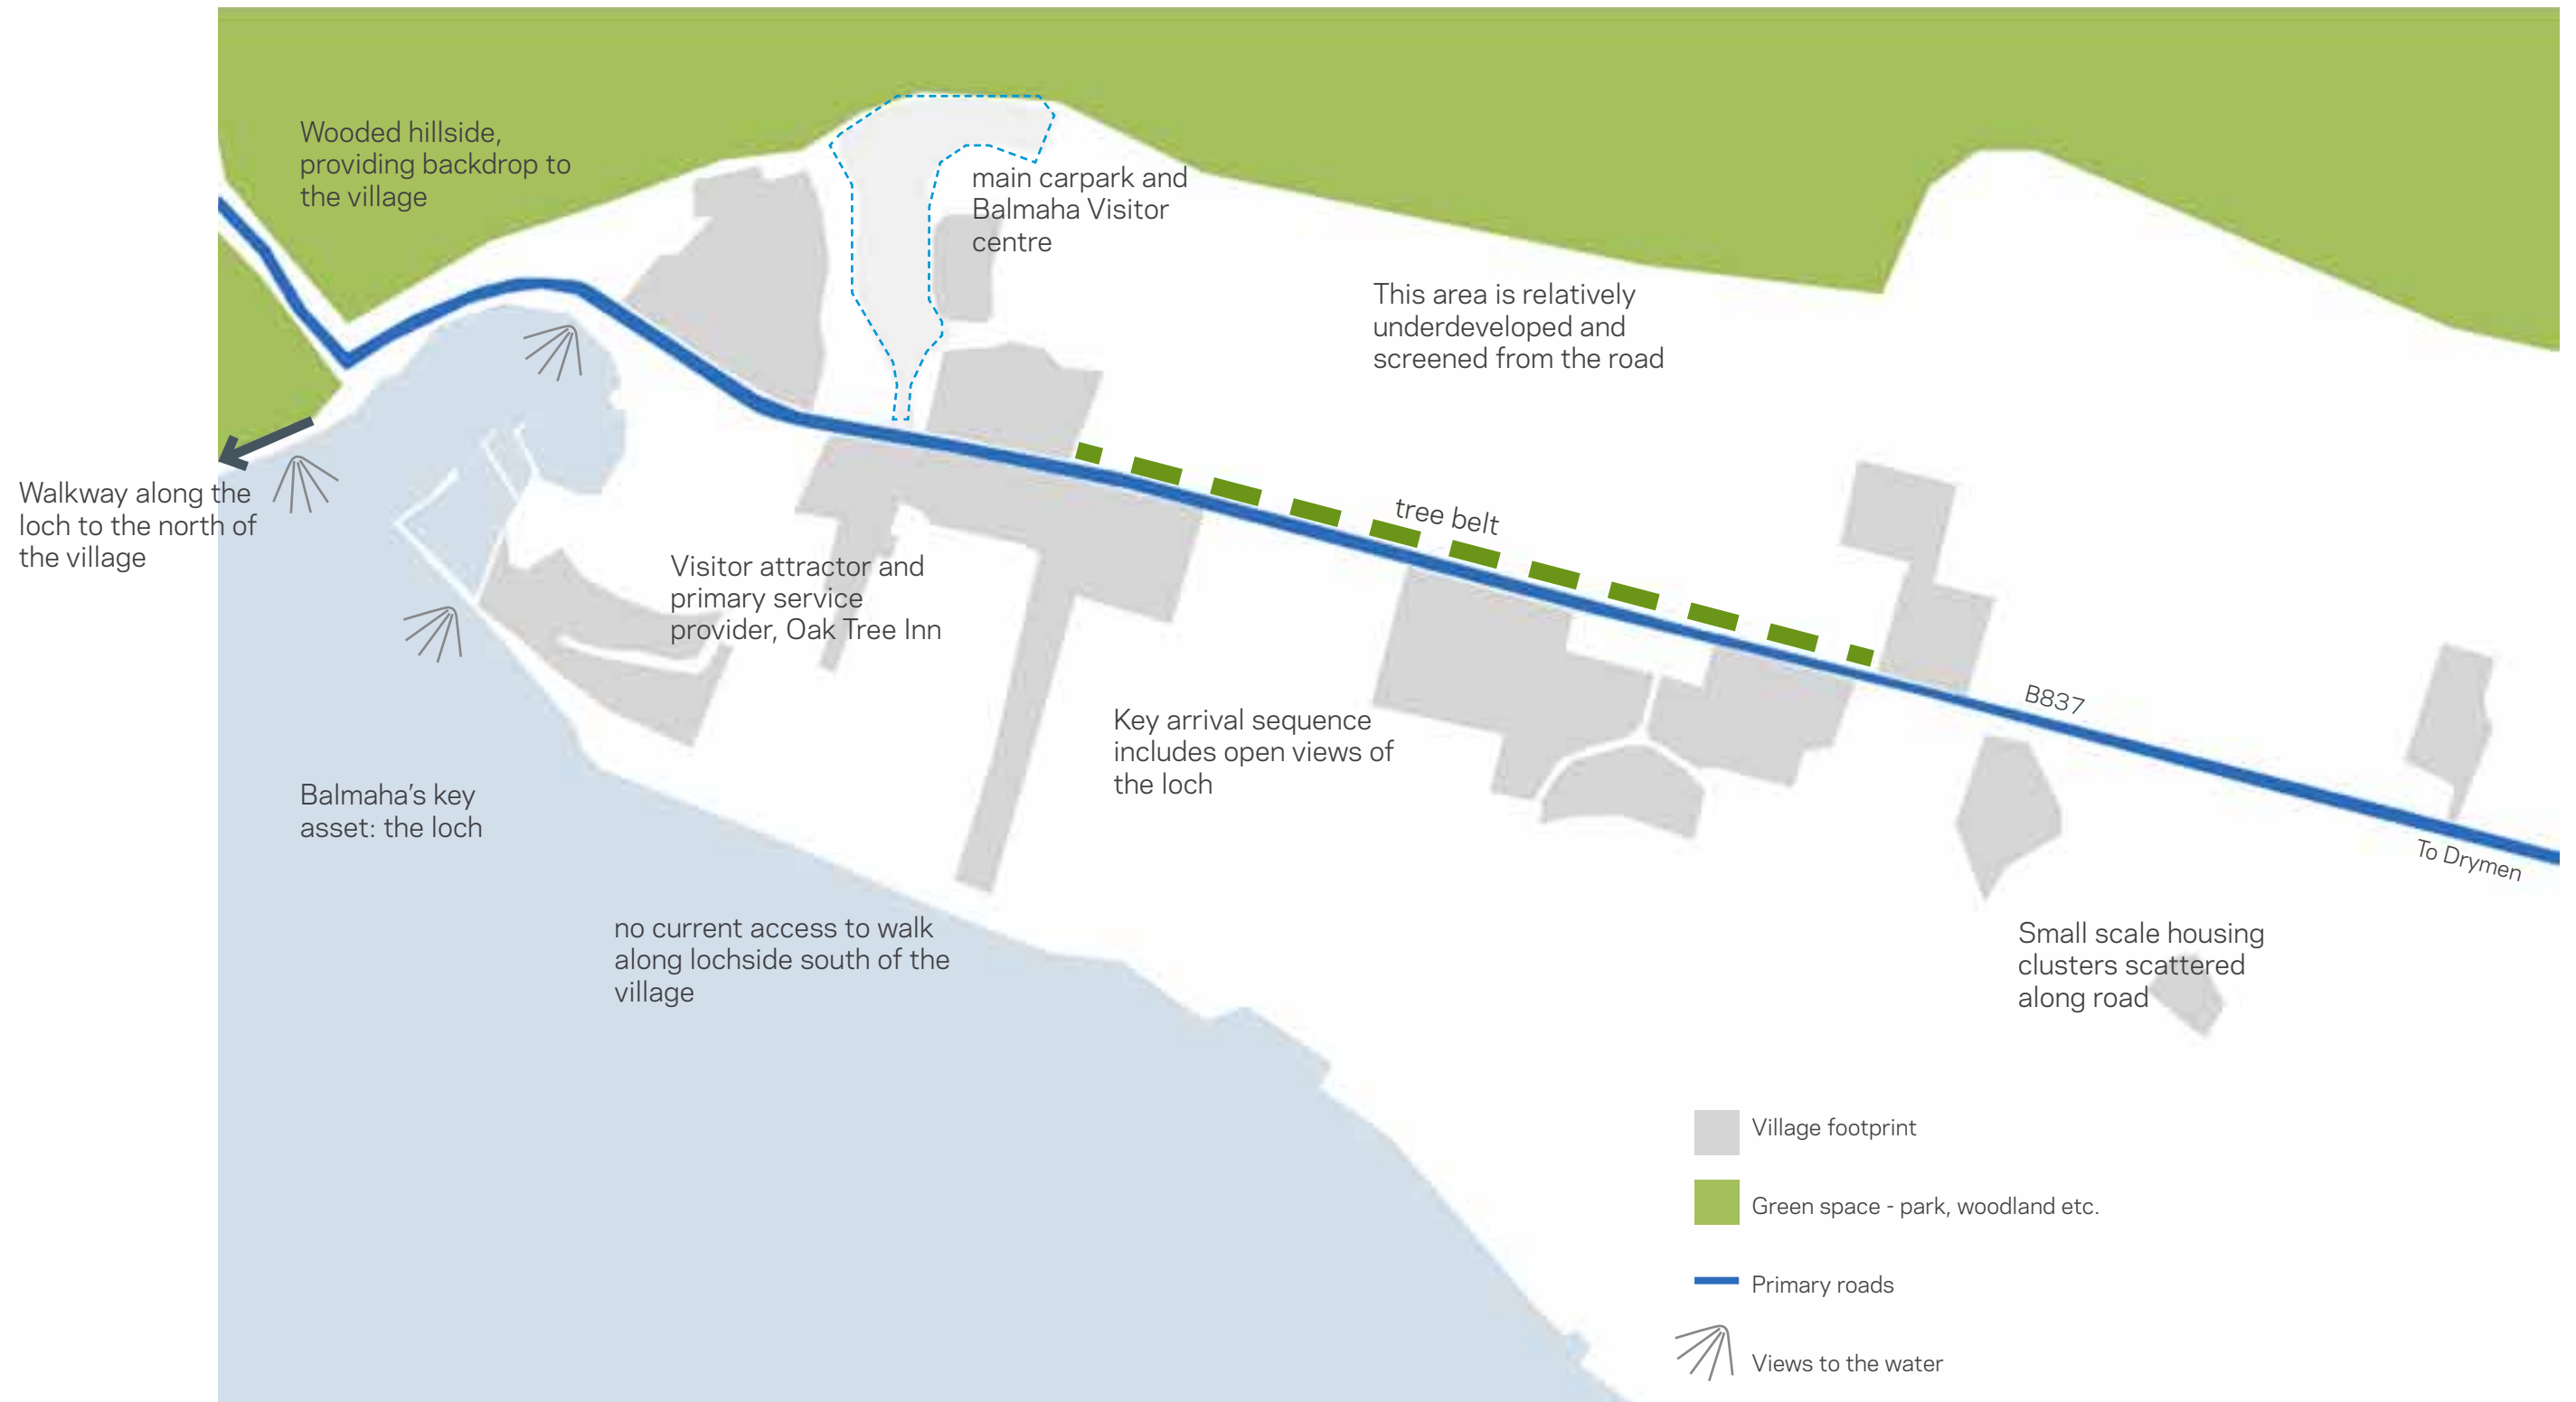 Wooded hillside,
providing backdrop to
the village
main carpark and
Balmaha Visitor
centre
This area is relatively
underdeveloped and
screened from the road
Walkway along the
loch to the north of
the village
tree belt
Visitor attractor and
primary service
provider, Oak Tree Inn
B837
Key arrival sequence
includes open views of
the loch
Balmaha’s key
asset: the loch
To Drymen
no current access to walk
along lochside south of the
village
Small scale housing
clusters scattered
along road
Village footprint
Green space - park, woodland etc.
Primary roads
Views to the water